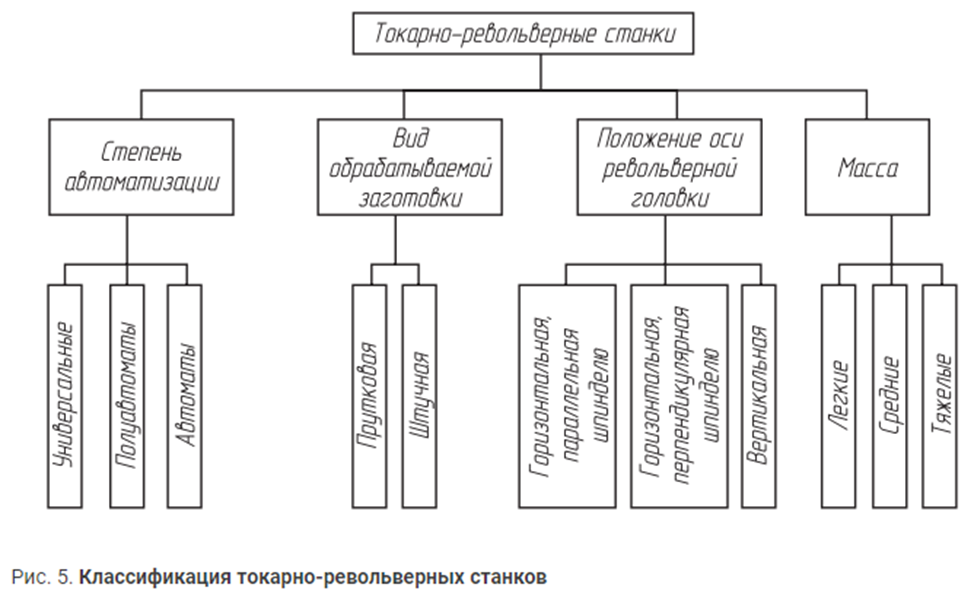 Токарно-револьверные станки
Степень
автоматизации
Вид
обрабатываемой
заготовки
Положение оси
револьверной
головки
Масса
Универсальные
Полуавтоматы
Автоматы
Прутковая
Штучная
Горизонтальная,
параллельная
шпинделю
Горизонтальная,
перпендикулярная
шпинделю
Вертикальная
Легкие
Средние
Тяжелые
Рис. 5. Классификация токарно-револьверных станков